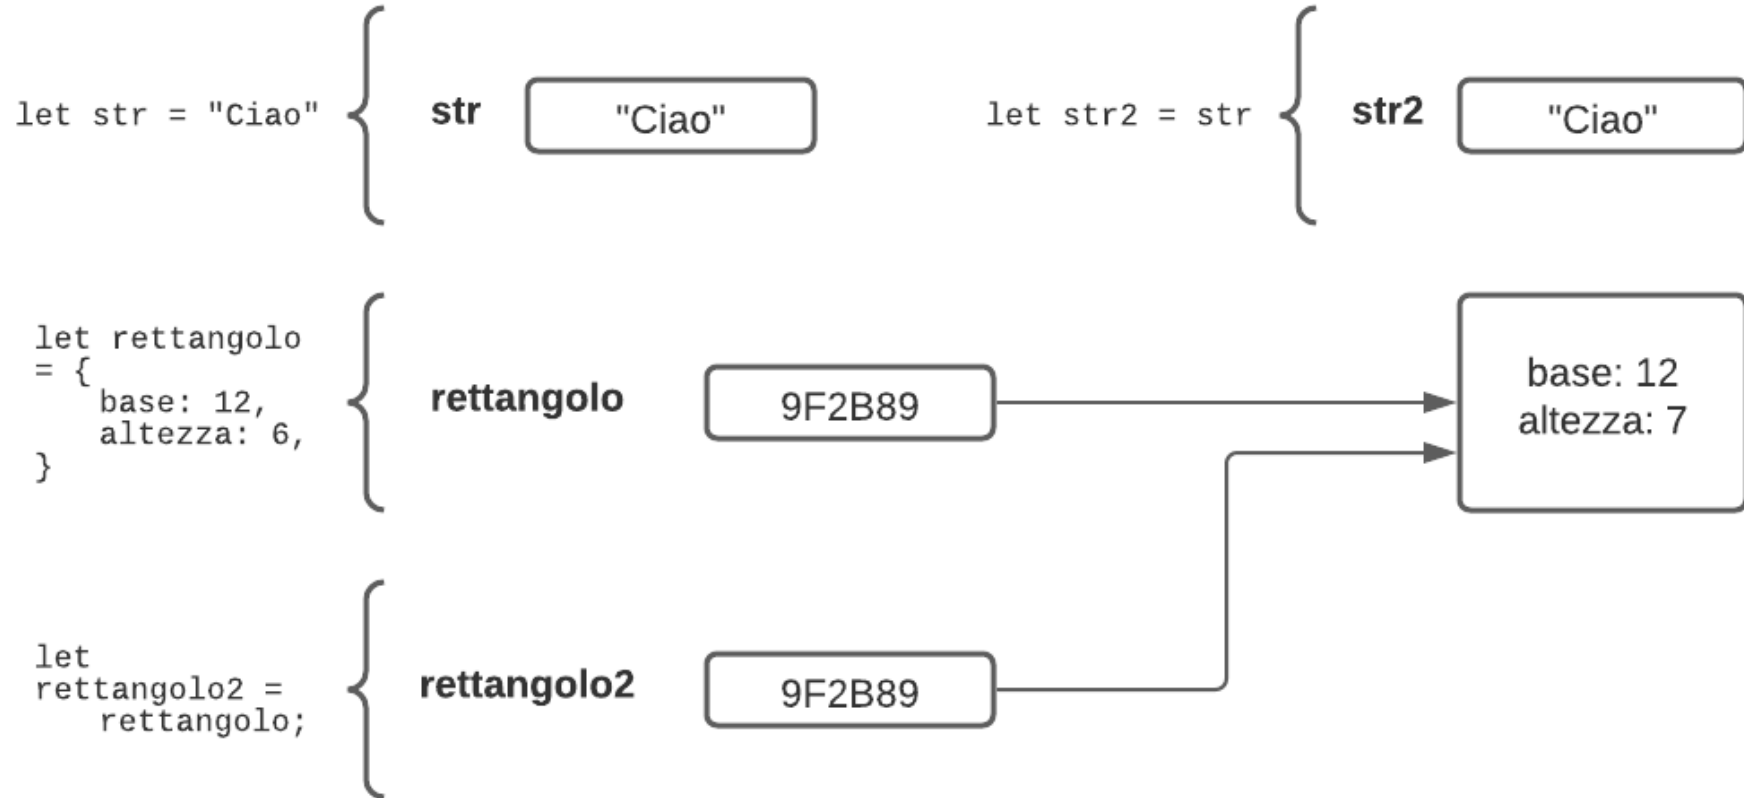 let str = "Ciao"
str
"Ciao"
let str2 = str
str2
"Ciao"
let rettangolo
= {
base: 12,
altezza: 6,
}
rettangolo
9F2B89
base: 12
altezza: 7
let
rettangolo2 =
rettangolo;
rettangolo2
9F2B89